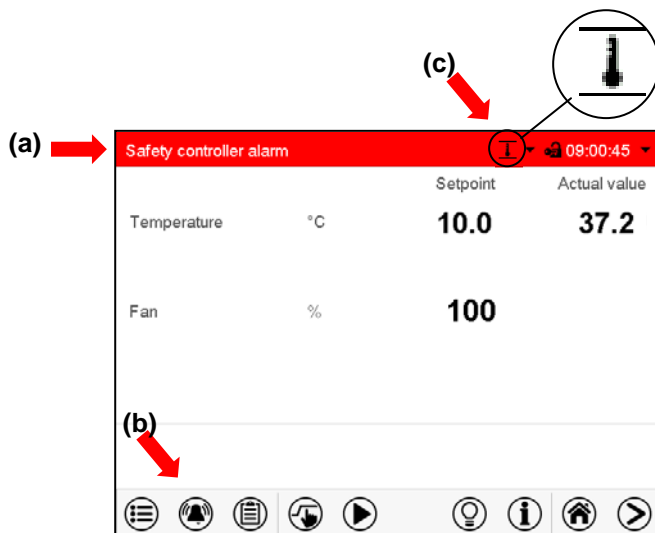 (c)
(a)
Safety controller alarm 09:00:45
Setpoint Actual value
Temperature °C 10.0 37.2
Fan % 100
(b)